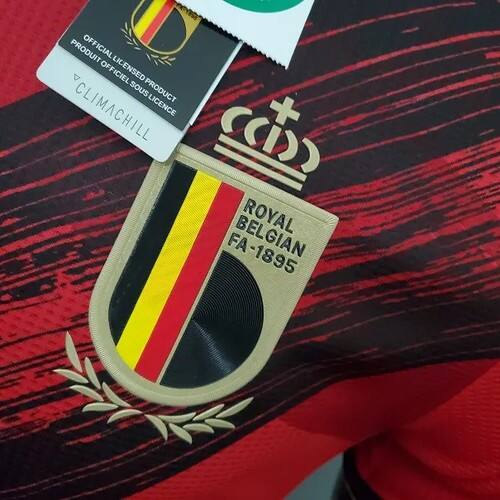 OFFICIAL LICENSED PRODUCT
PRODUIT OFFICIEL SOUS LICENCE
CLIMACHILL
ROYAL
BELGIAN
FA-1895